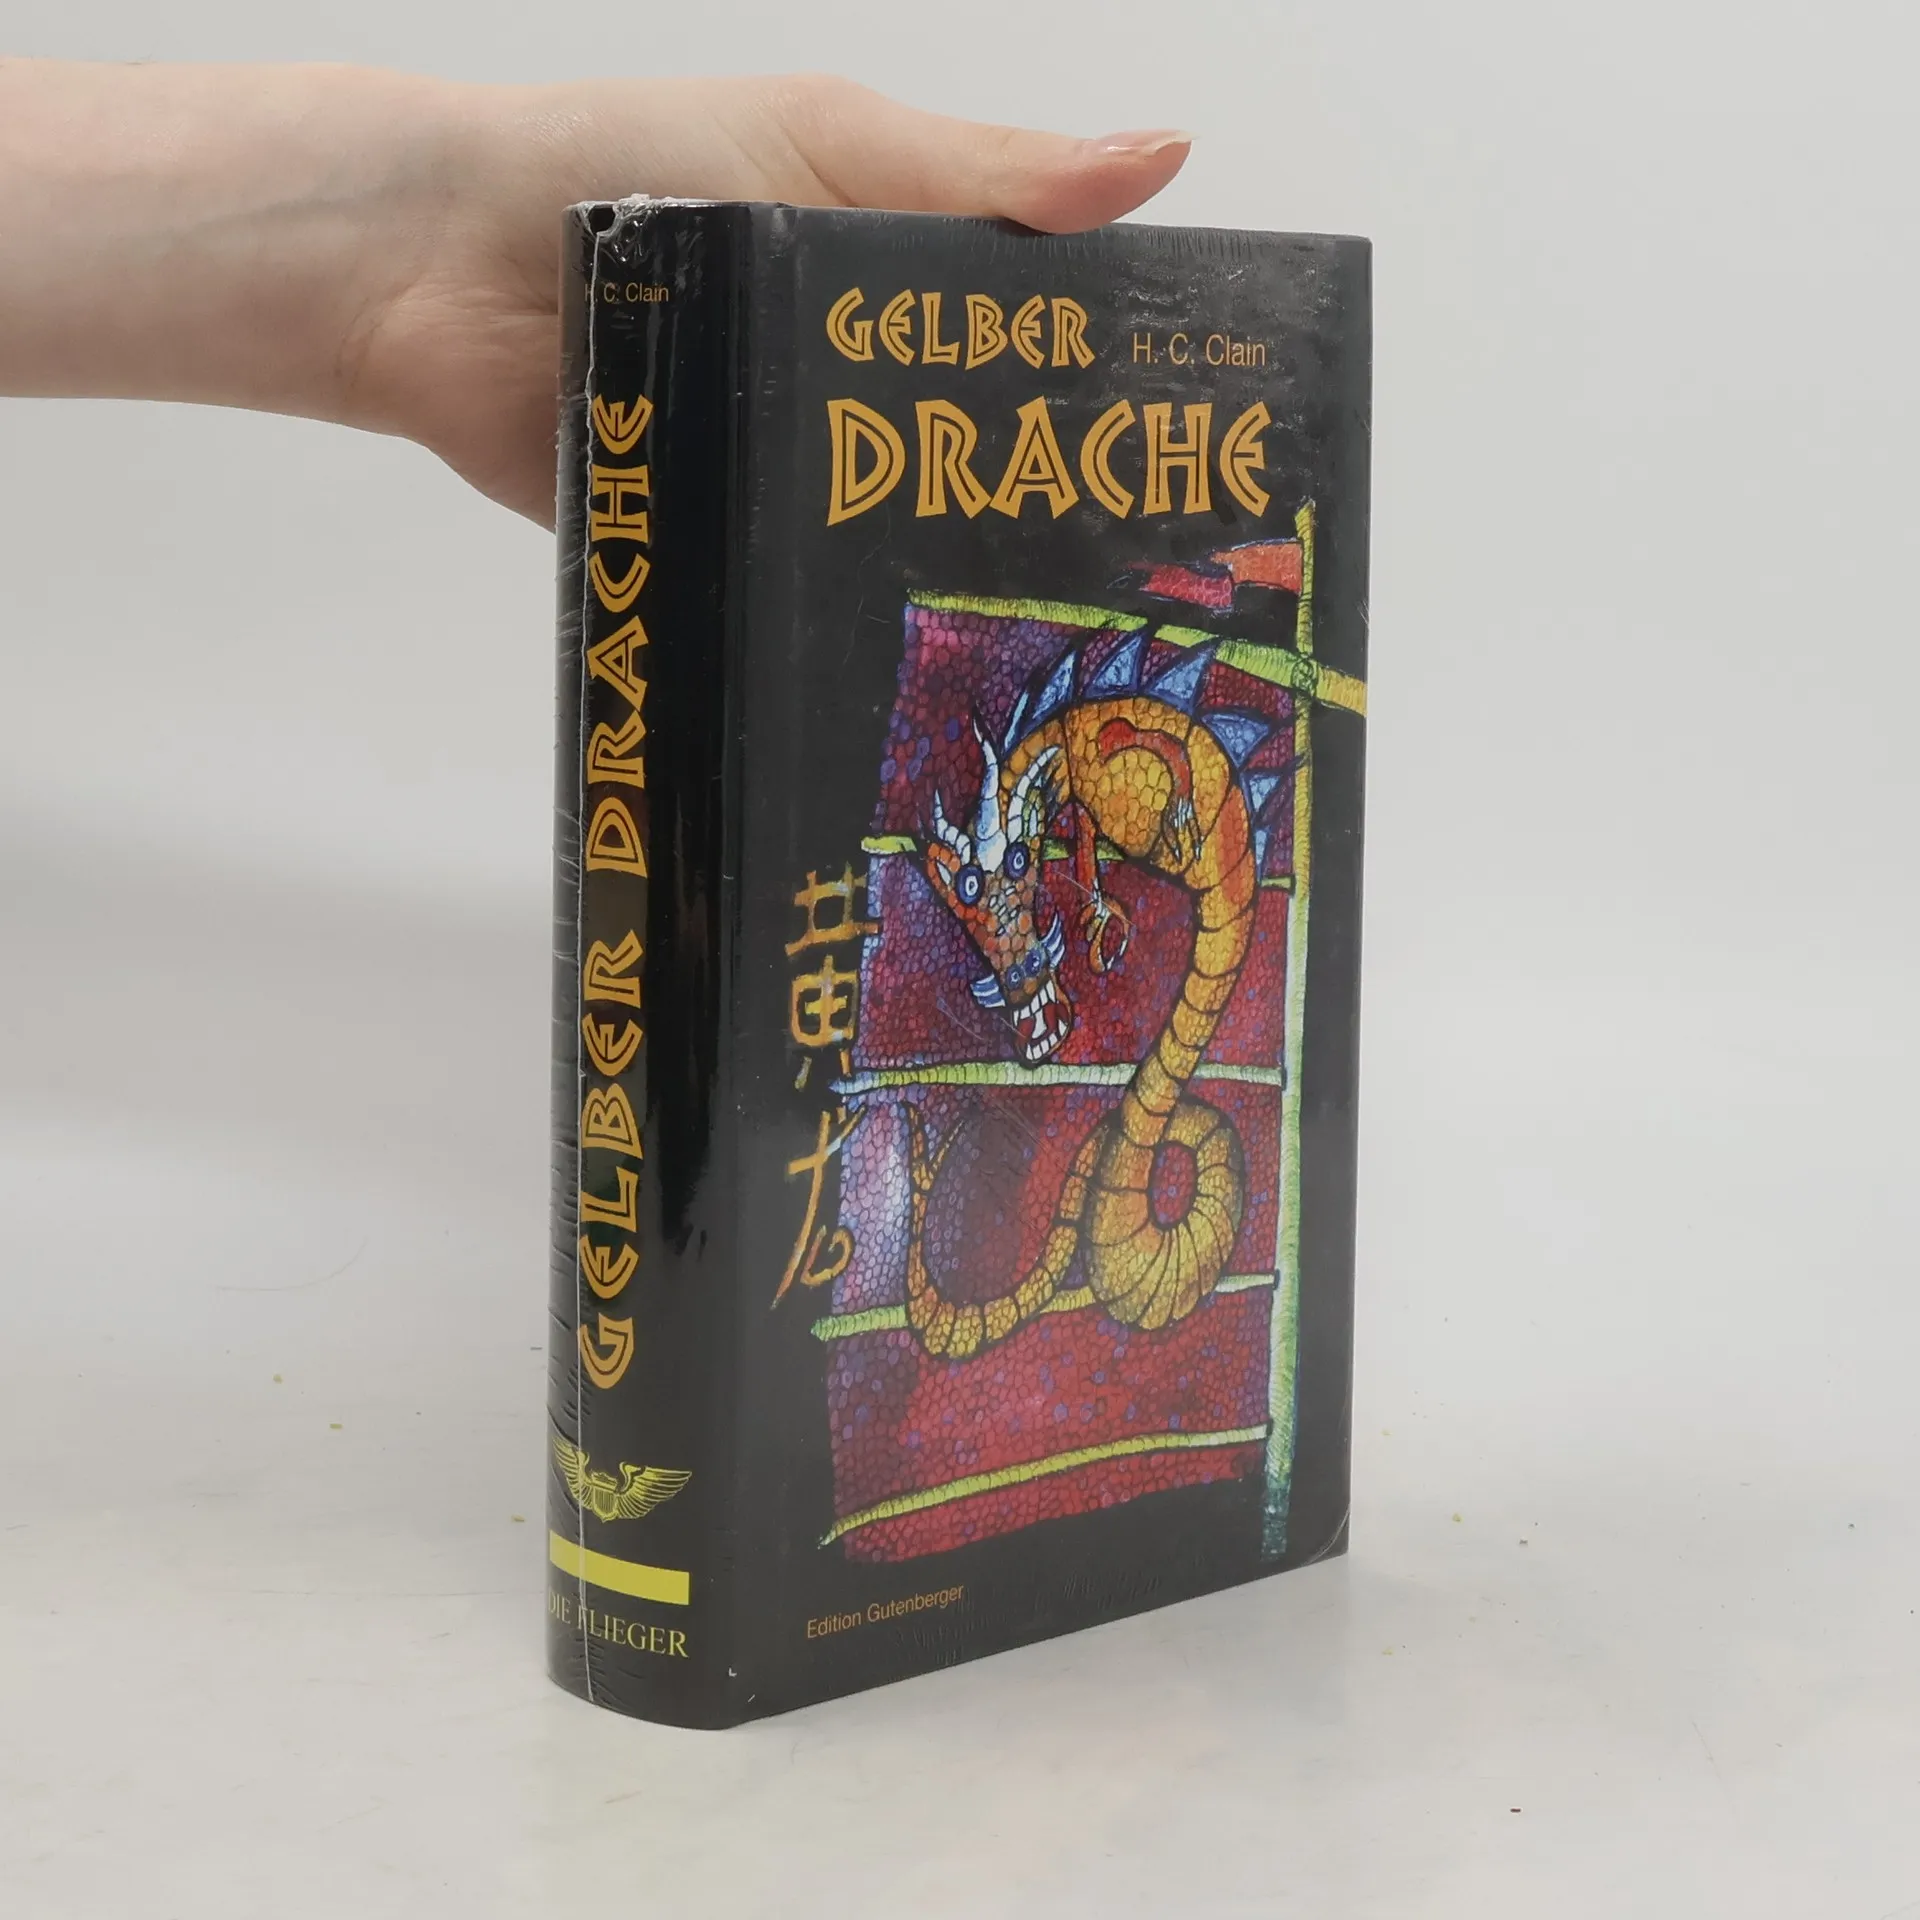 H. C. Clain
GELBER DRACHE
DIE FLIEGER
GELBER
H. C. Clain
DRACHE
黄
龙
Edition Gutenberger